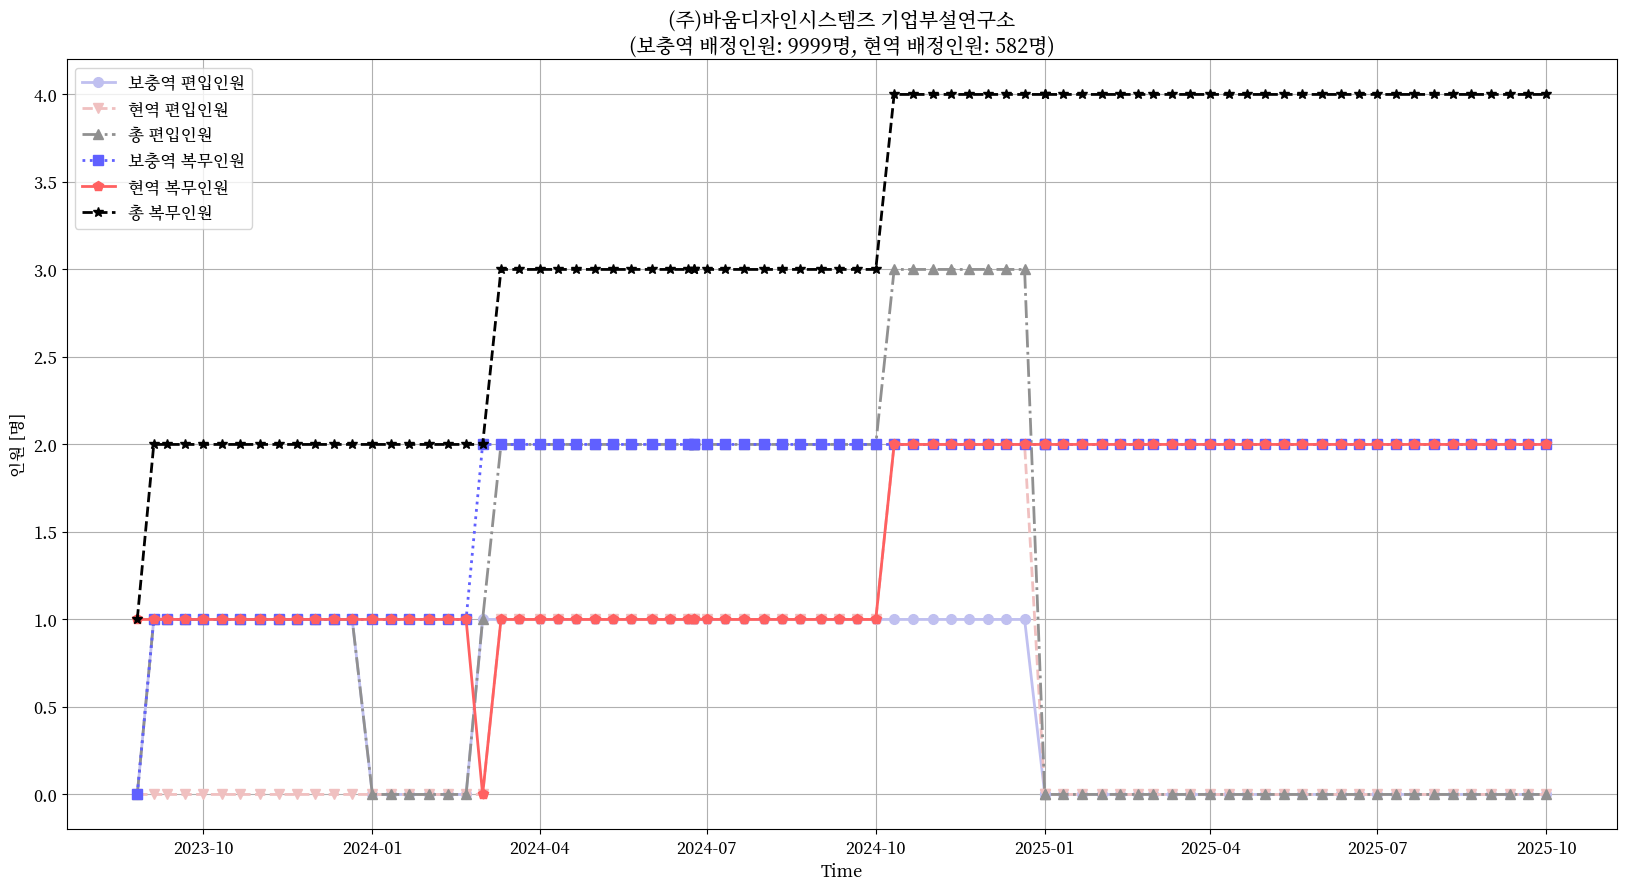 (주)바움디자인시스템즈 기업부설연구소
(보충역 배정인원: 9999명, 현역 배정인원: 582명)
보충역 편입인원
현역 편입인원
총 편입인원
보충역 복무인원
현역 복무인원
총 복무인원
4.0
3.5
3.0
2.5
2.0
1.5
1.0
0.5
0.0
인원 [명]
2023-10
2024-01
2024-04
2024-07
2024-10
2025-01
2025-04
2025-07
2025-10
Time